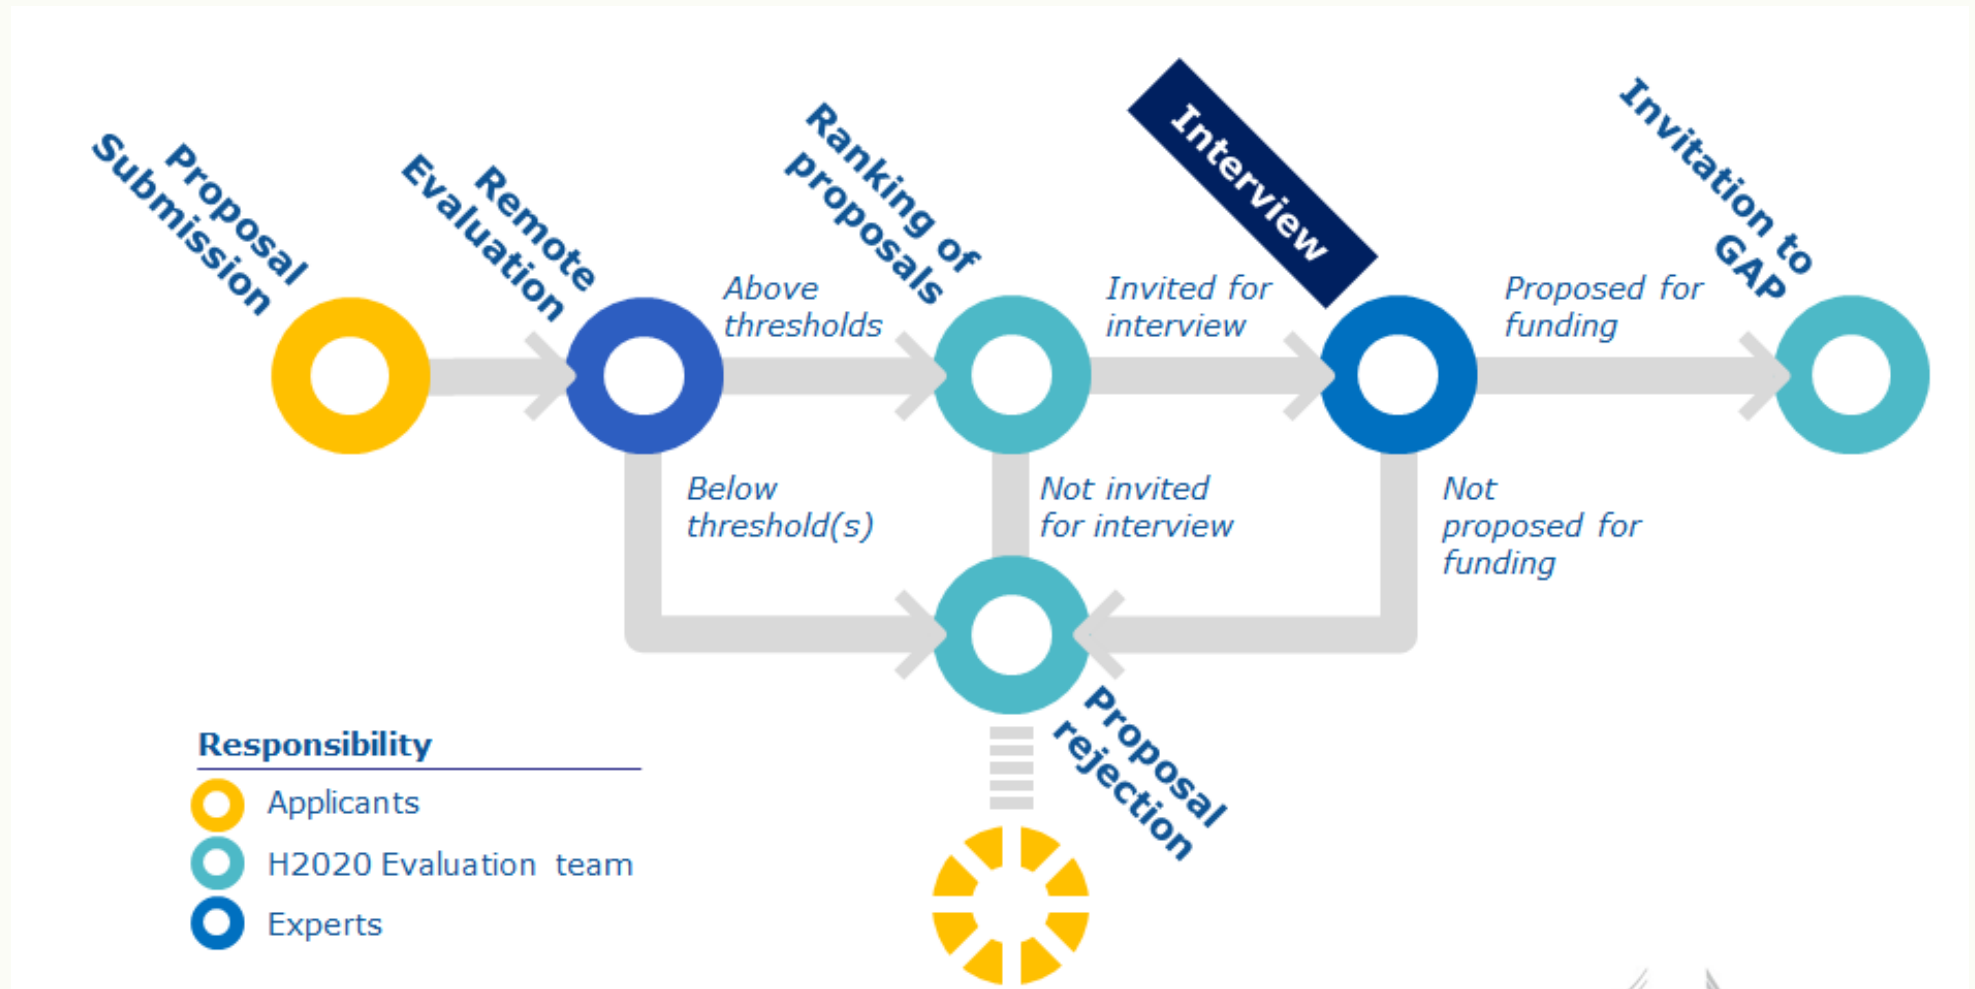 Proposal
Submission
Remote
Evaluation
Ranking of
proposals
Interview
Invitation to
GAP
Above
thresholds
Invited for
interview
Proposed for
funding
Below
threshold(s)
Not invited
for interview
Not
proposed for
funding
Proposal
rejection
Responsibility
Applicants
H2020 Evaluation team
Experts